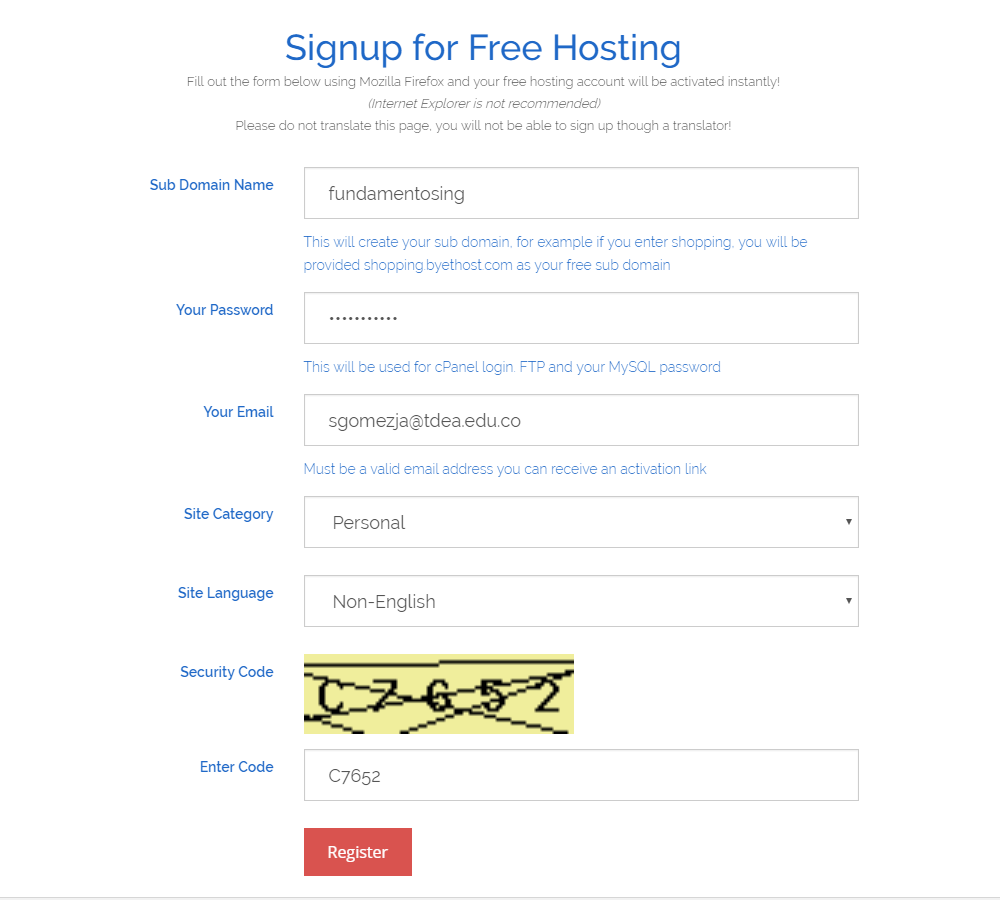 Signup for Free Hosting
Fill out the form below using Mozilla Firefox and your free hosting account will be activated instantly!
(Internet Explorer is not recommended)
Please do not translate this page, you will not be able to sign up though a translator!
Sub Domain Name
fundamentosing
This will create your sub domain, for example if you enter shopping, you will be
provided shopping.byethost.com as your free sub domain
Your Password
•••••••••••
This will be used for cPanel login. FTP and your MySQL password
Your Email
sgomezja@tdea.edu.co
Must be a valid email address you can receive an activation link
Site Category
Personal
Site Language
Non-English
Security Code
C7652
Enter Code
C7652
Register